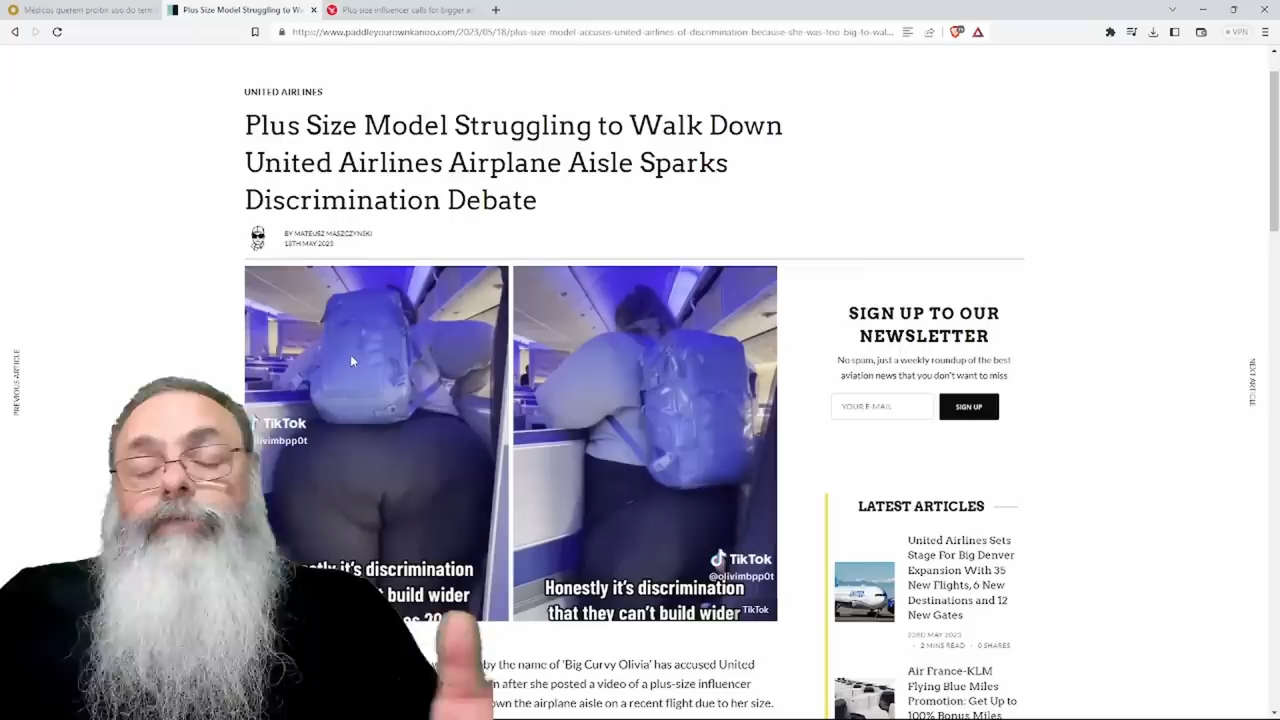 Médicos querem proibir uso do term
Plus Size Model Struggling to W
Plus size influencer calls for bigger a
https://www.paddleyourownkanoo.com/2023/05/18/plus-size-model-accuses-united-airlines-of-discrimination-because-she-was-too-big-to-wal...
VPN
UNITED AIRLINES
Plus Size Model Struggling to Walk Down
United Airlines Airplane Aisle Sparks
Discrimination Debate
BY MATEUSZ MASZCZYNSKI
18TH MAY 2023
TikTok
livimbpp0t
discrimination
t build wider
TikTok
@olivimbpp0t
Honestly it's discrimination
that they can't build wider
TikTok
by the name of 'Big Curvy Olivia' has accused United
after she posted a video of a plus-size influencer
own the airplane aisle on a recent flight due to her size.
PREVIOUS ARTICLE
NEXT ARTICLE
SIGN UP TO OUR
NEWSLETTER
No spam, just a weekly roundup of the best
aviation news that you don't want to miss
YOUR E-MAIL
SIGN UP
LATEST ARTICLES
United Airlines Sets
Stage For Big Denver
Expansion With 35
New Flights, 6 New
Destinations and 12
New Gates
23RD MAY 2023
2 MINS READ
0 SHARES
Air France-KLM
Flying Blue Miles
Promotion: Get Up to
100% Bonus Miles